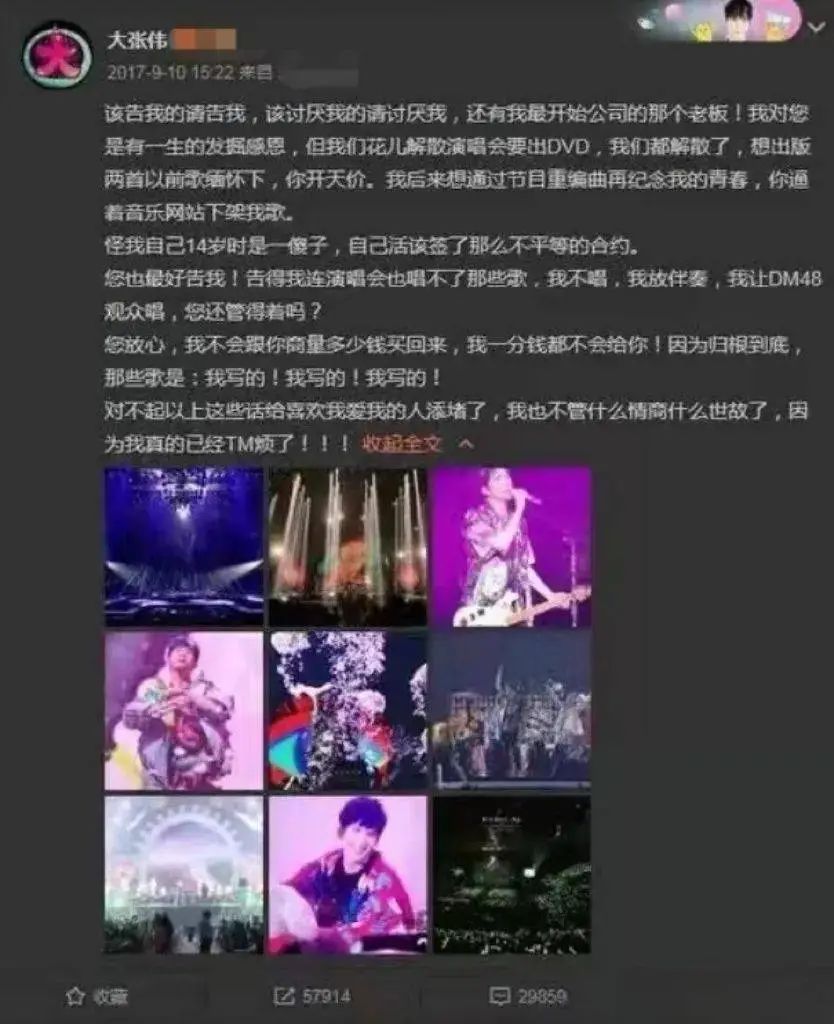 大张伟
2017-9-10 15:22 来自
该告我的请告我，该讨厌我的请讨厌我，还有我最开始公司的那个老板！我对您
是有一生的发掘感恩，但我们花儿解散演唱会要出DVD，我们都解散了，想出版
两首以前歌缅怀下，你开天价。我后来想通过节目重编曲再纪念我的青春，你逼
着音乐网站下架我歌。
怪我自己14岁时是一傻子，自己活该签了那么不平等的合约。
您也最好告我！告得我连演唱会也唱不了那些歌，我不唱，我放伴奏，我让DM48
观众唱，您还管得着吗？
您放心，我不会跟你商量多少钱买回来，我一分钱都不会给你！因为归根到底，
那些歌是：我写的！我写的！我写的！
对不起以上这些话给喜欢我爱我的人添堵了，我也不管什么情商什么世故了，因
为我真的已经TM烦了！！！ 收起全文
收藏 57914 29859